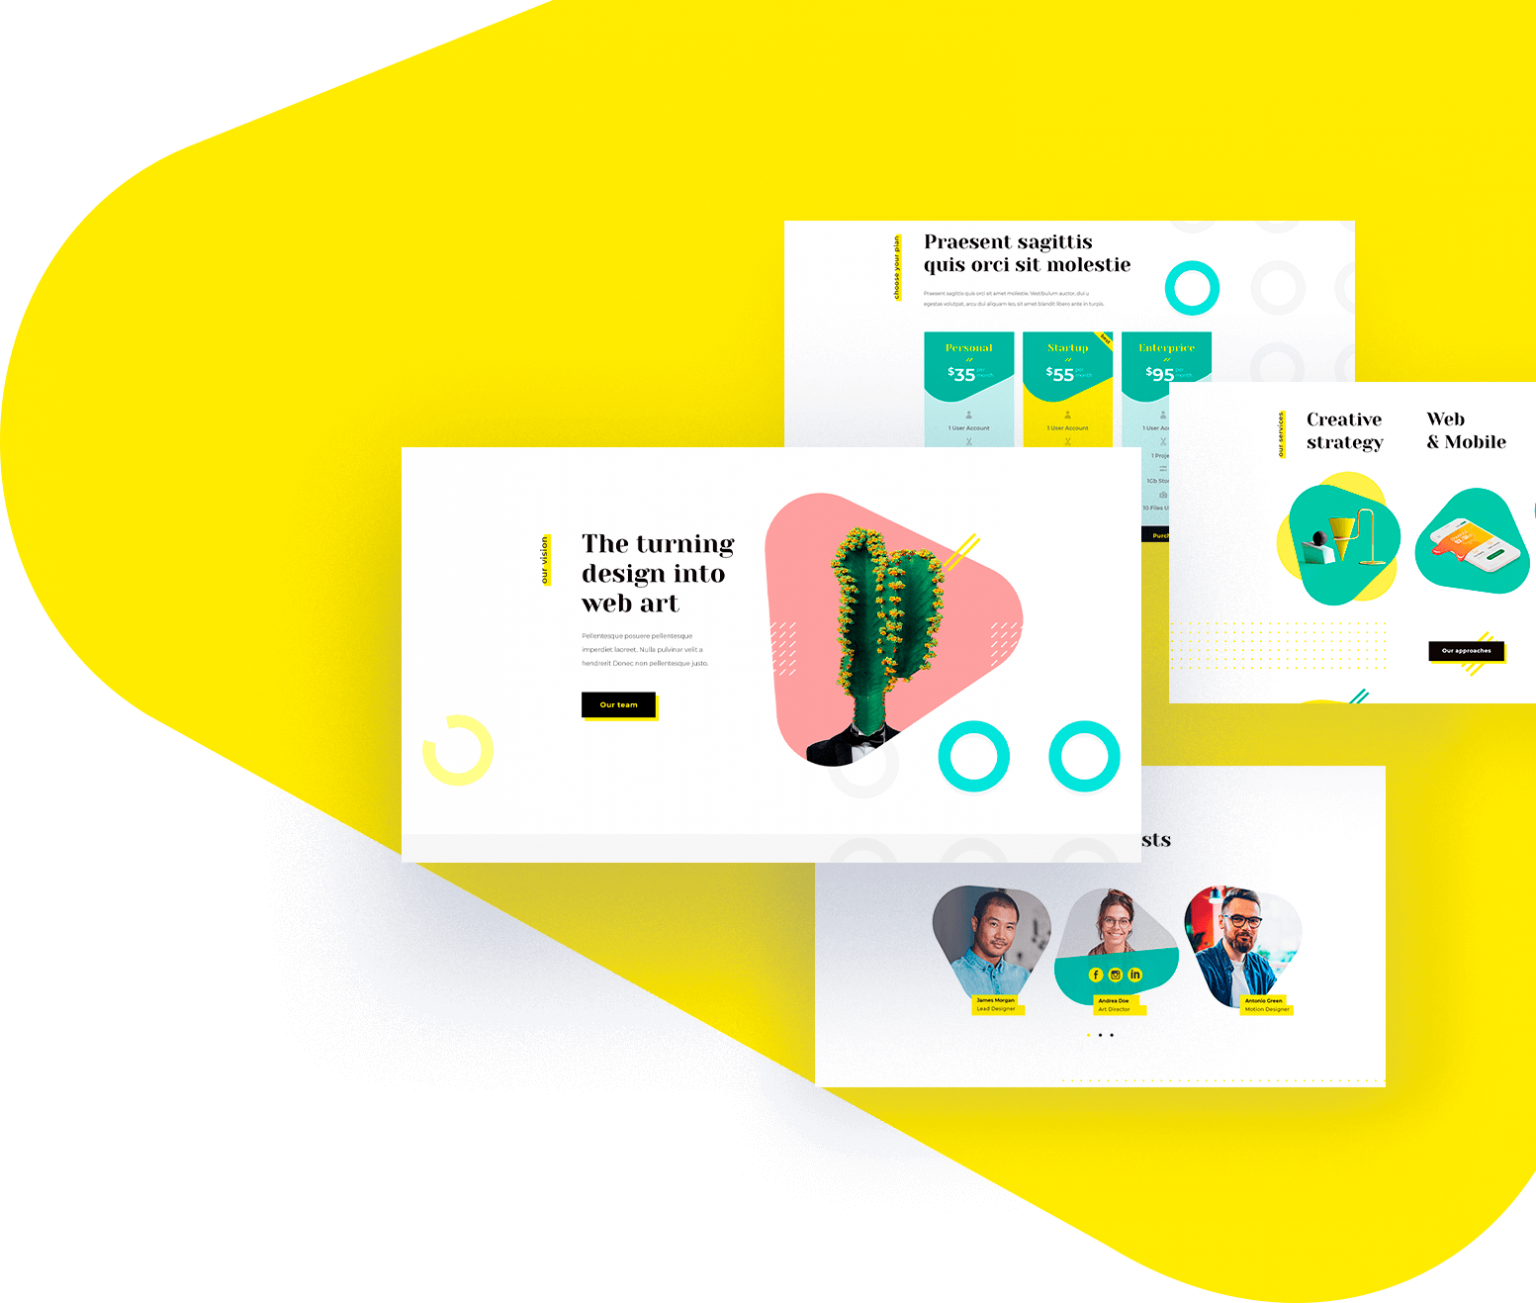 choose your plan
Praesent sagittis
quis orci sit molestie
Praesent sagittis quis orci sit amet molestie. Vestibulum auctor, dui u
egestas volutpat, arcu dui aliquam leo, sit amet blandit libero ante in turpis.
Personal
$35 per month
1 User Account
Startup
best
$55 per month
1 User Account
Enterprice
$95 per month
1 User Ac
1 Proje
1Gb Stor
10 Files U
Purch
our services
Creative
strategy
Web
& Mobile
Our approaches
our vision
The turning
design into
web art
Pellentesque posuere pellentesque
imperdiet laoreet. Nulla pulvinar velit a
hendrerit Donec non pellentesque justo.
Our team
sts
James Morgan
Lead Designer
Andrea Doe
Art Director
Antonio Green
Motion Designer